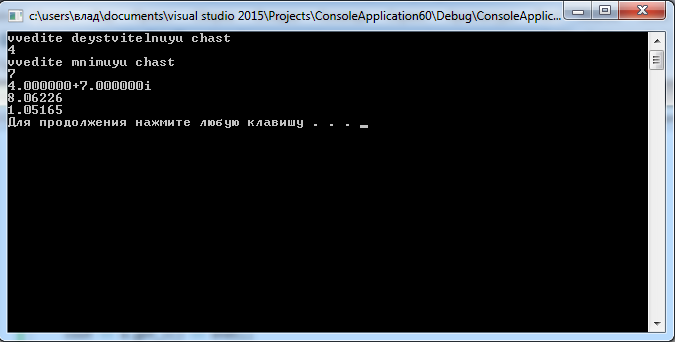 c:\users\влад\documents\visual studio 2015\Projects\ConsoleApplication60\Debug\ConsoleApplic...
vvedite deystvitelnuyu chast
4
vvedite mnimuyu chast
7
4.000000+7.000000i
8.06226
1.05165
Для продолжения нажмите любую клавишу . . .